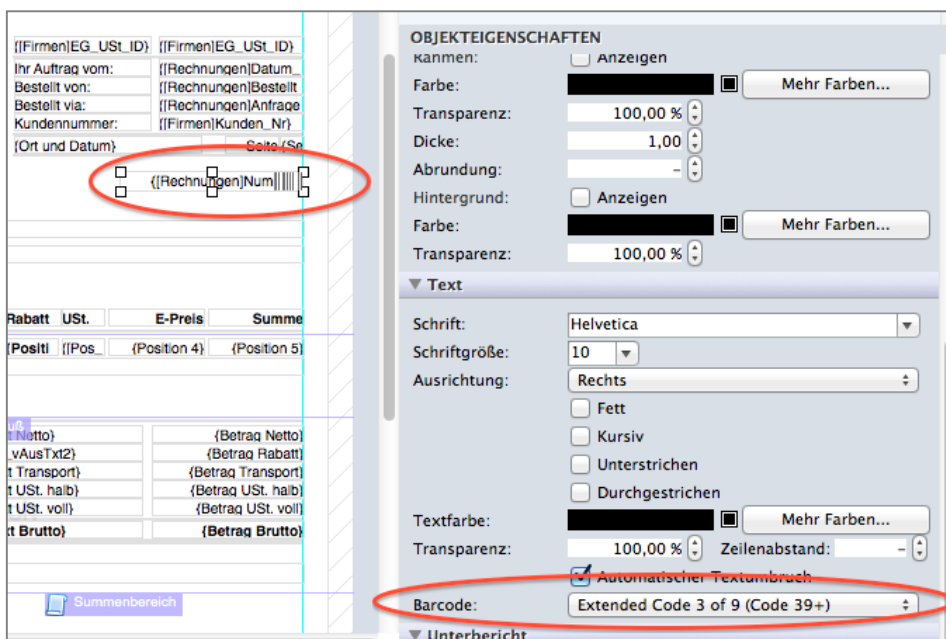 {[Firmen]EG_USt_ID} {[Firmen]EG_USt_ID}
Ihr Auftrag vom: {[Rechnungen]Datum_
Bestellt von: {[Rechnungen]Bestellt
Bestellt via: {[Rechnungen]Anfrage
Kundennummer: {[Firmen]Kunden_Nr}
{Ort und Datum} Seite {Se
{[Rechnungen]Num
Rabatt USt. E-Preis Summe
{Positi {[Pos_ {Position 4} {Position 5}
uß
t Netto} {Betrag Netto}
_vAusTxt2} {Betrag Rabatt}
t Transport} {Betrag Transport}
t USt. halb} {Betrag USt. halb}
t USt. voll} {Betrag USt. voll}
xt Brutto} {Betrag Brutto}
Summenbereich
OBJEKTEIGENSCHAFTEN
Rahmen: Anzeigen
Farbe: Mehr Farben...
Transparenz: 100,00 %
Dicke: 1,00
Abrundung: –
Hintergrund: Anzeigen
Farbe: Mehr Farben...
Transparenz: 100,00 %
Text
Schrift: Helvetica
Schriftgröße: 10
Ausrichtung: Rechts
Fett
Kursiv
Unterstrichen
Durchgestrichen
Textfarbe: Mehr Farben...
Transparenz: 100,00 % Zeilenabstand: –
Automatischer Textumbruch
Barcode: Extended Code 3 of 9 (Code 39+)
Unterbericht